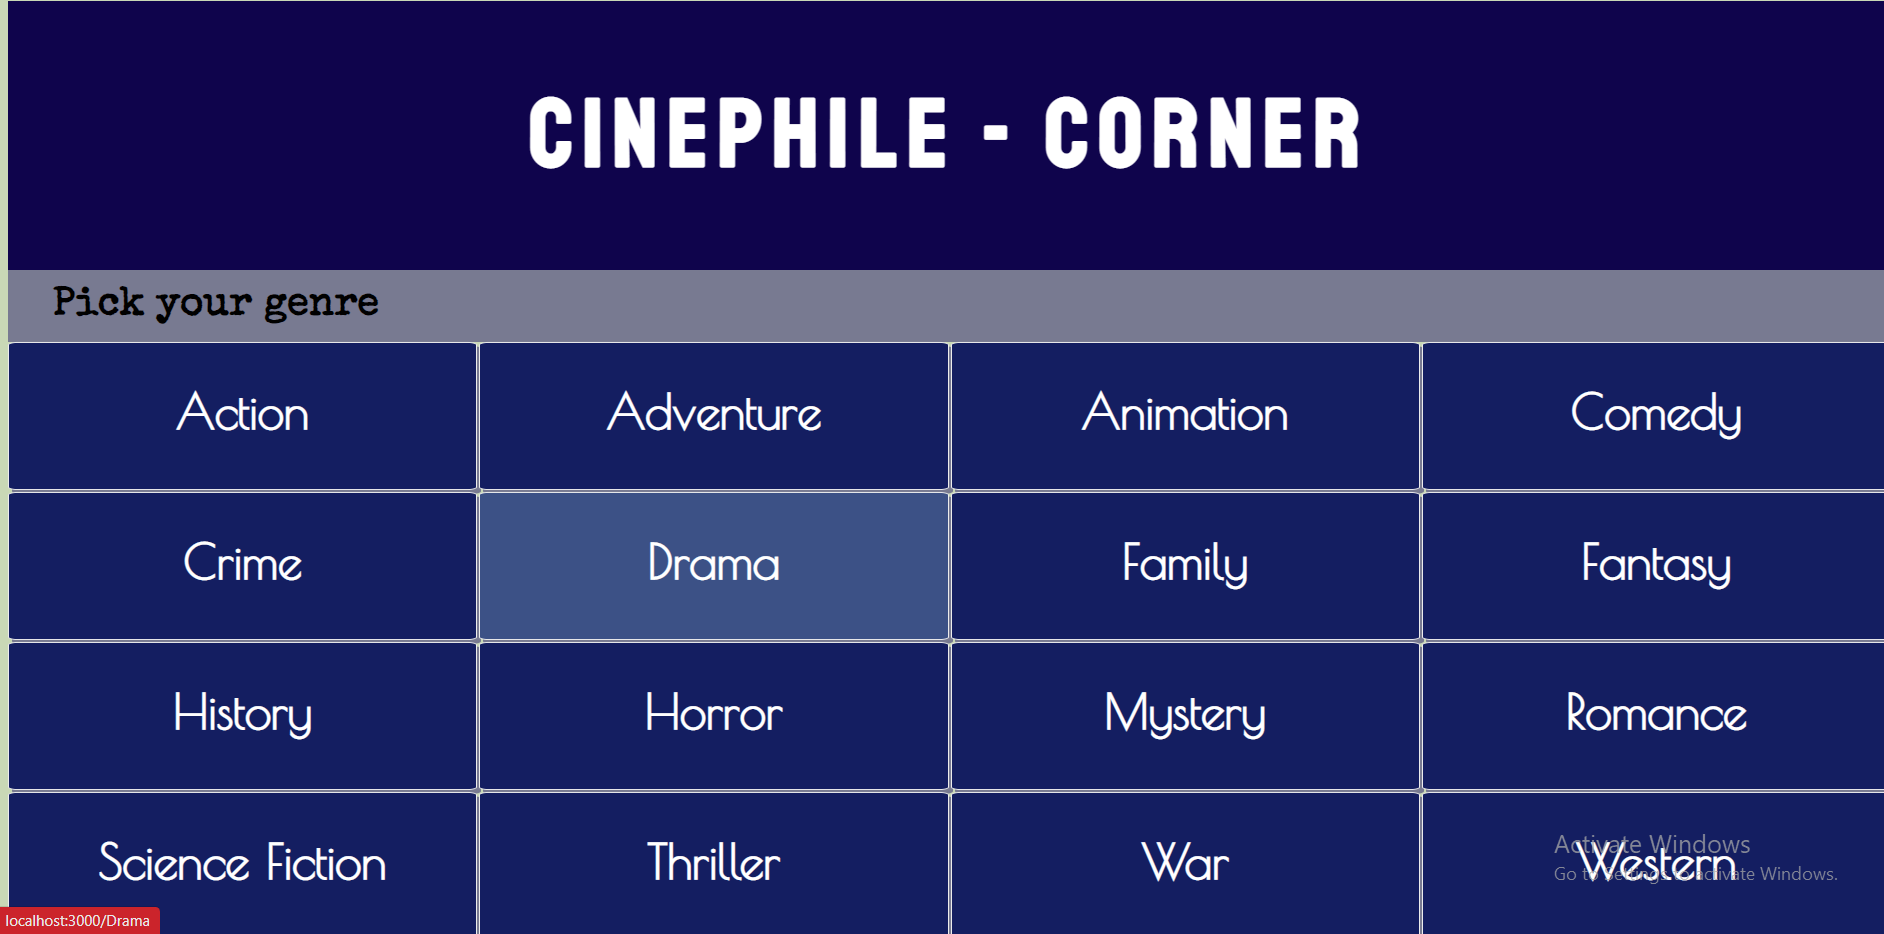 CINEPHILE - CORNER
Pick your genre
Action Adventure Animation Comedy
Crime Drama Family Fantasy
History Horror Mystery Romance
Science Fiction Thriller War Western
Activate Windows
Go to Settings to activate Windows.
localhost:3000/Drama